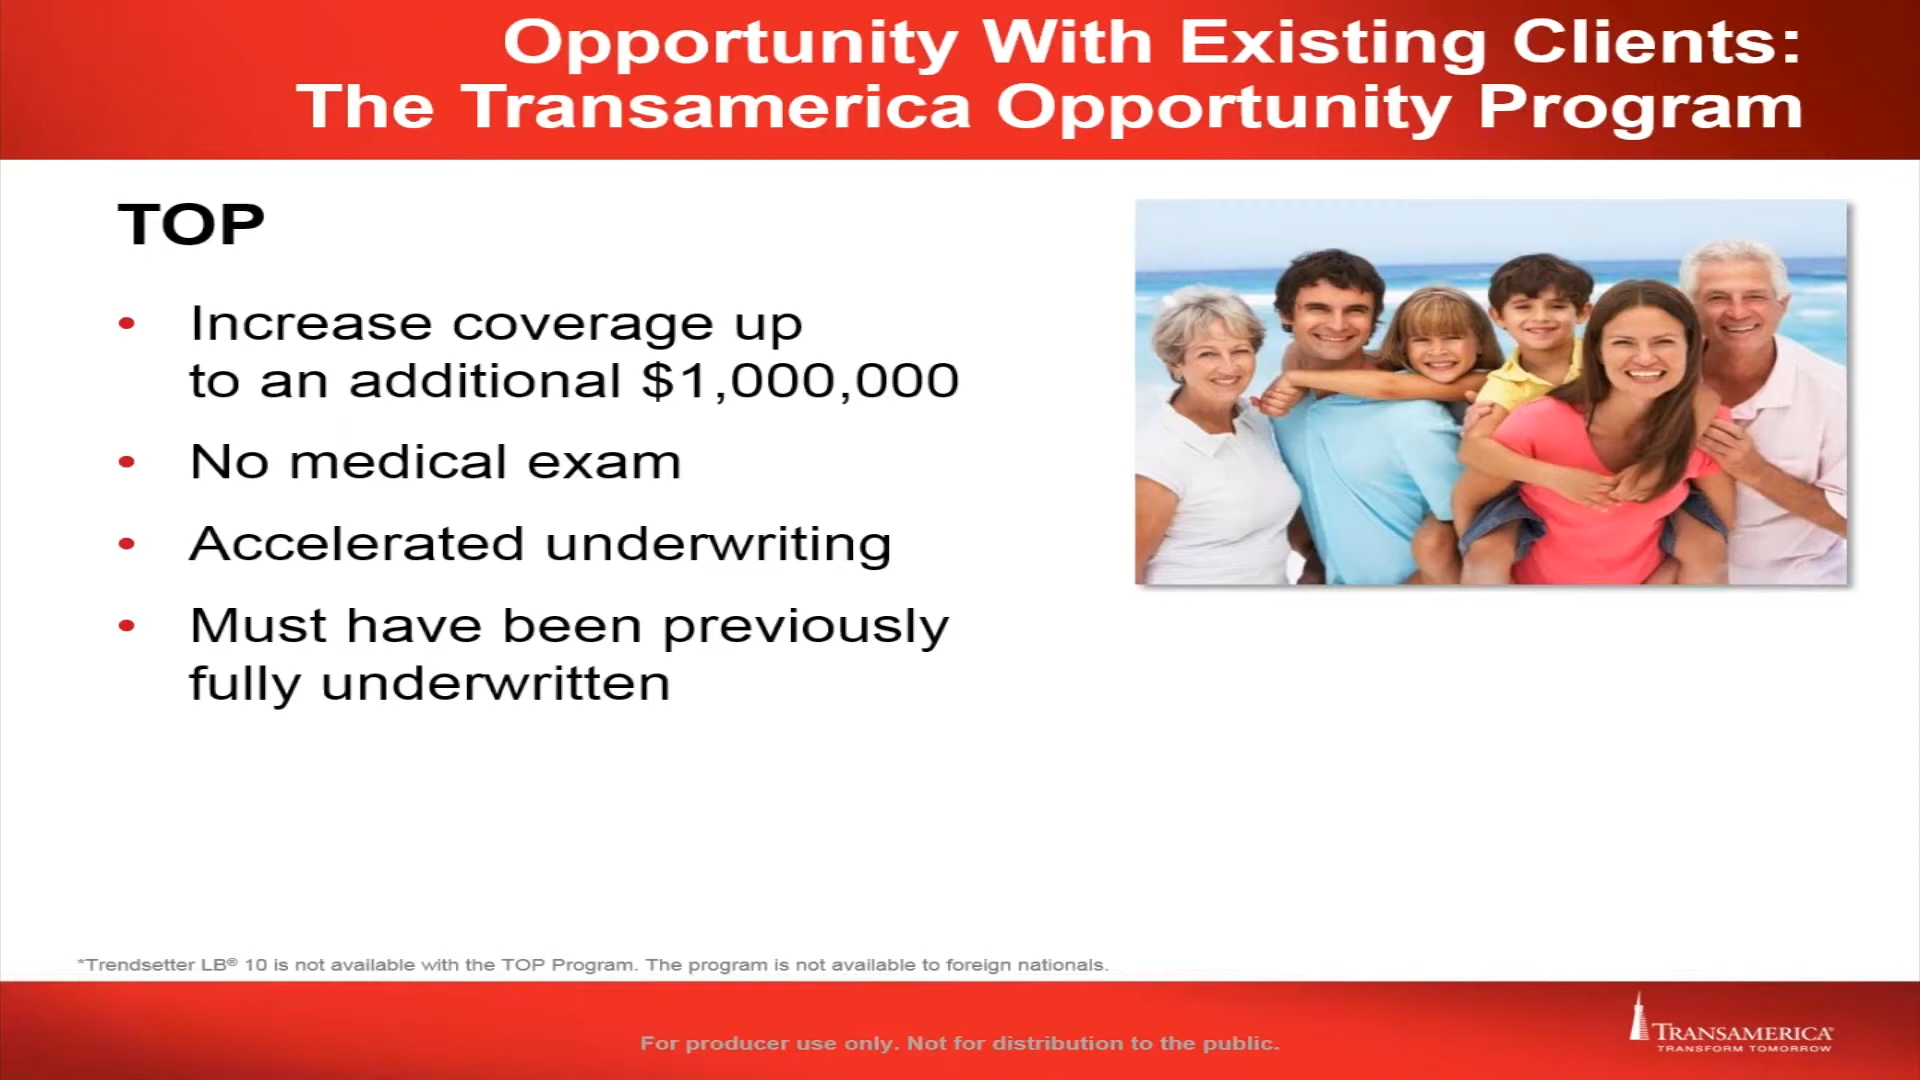 Opportunity With Existing Clients:
The Transamerica Opportunity Program
TOP
• Increase coverage up
to an additional $1,000,000
• No medical exam
• Accelerated underwriting
• Must have been previously
fully underwritten
*Trendsetter LB® 10 is not available with the TOP Program. The program is not available to foreign nationals.
For producer use only. Not for distribution to the public.
TRANSAMERICA®
TRANSFORM TOMORROW